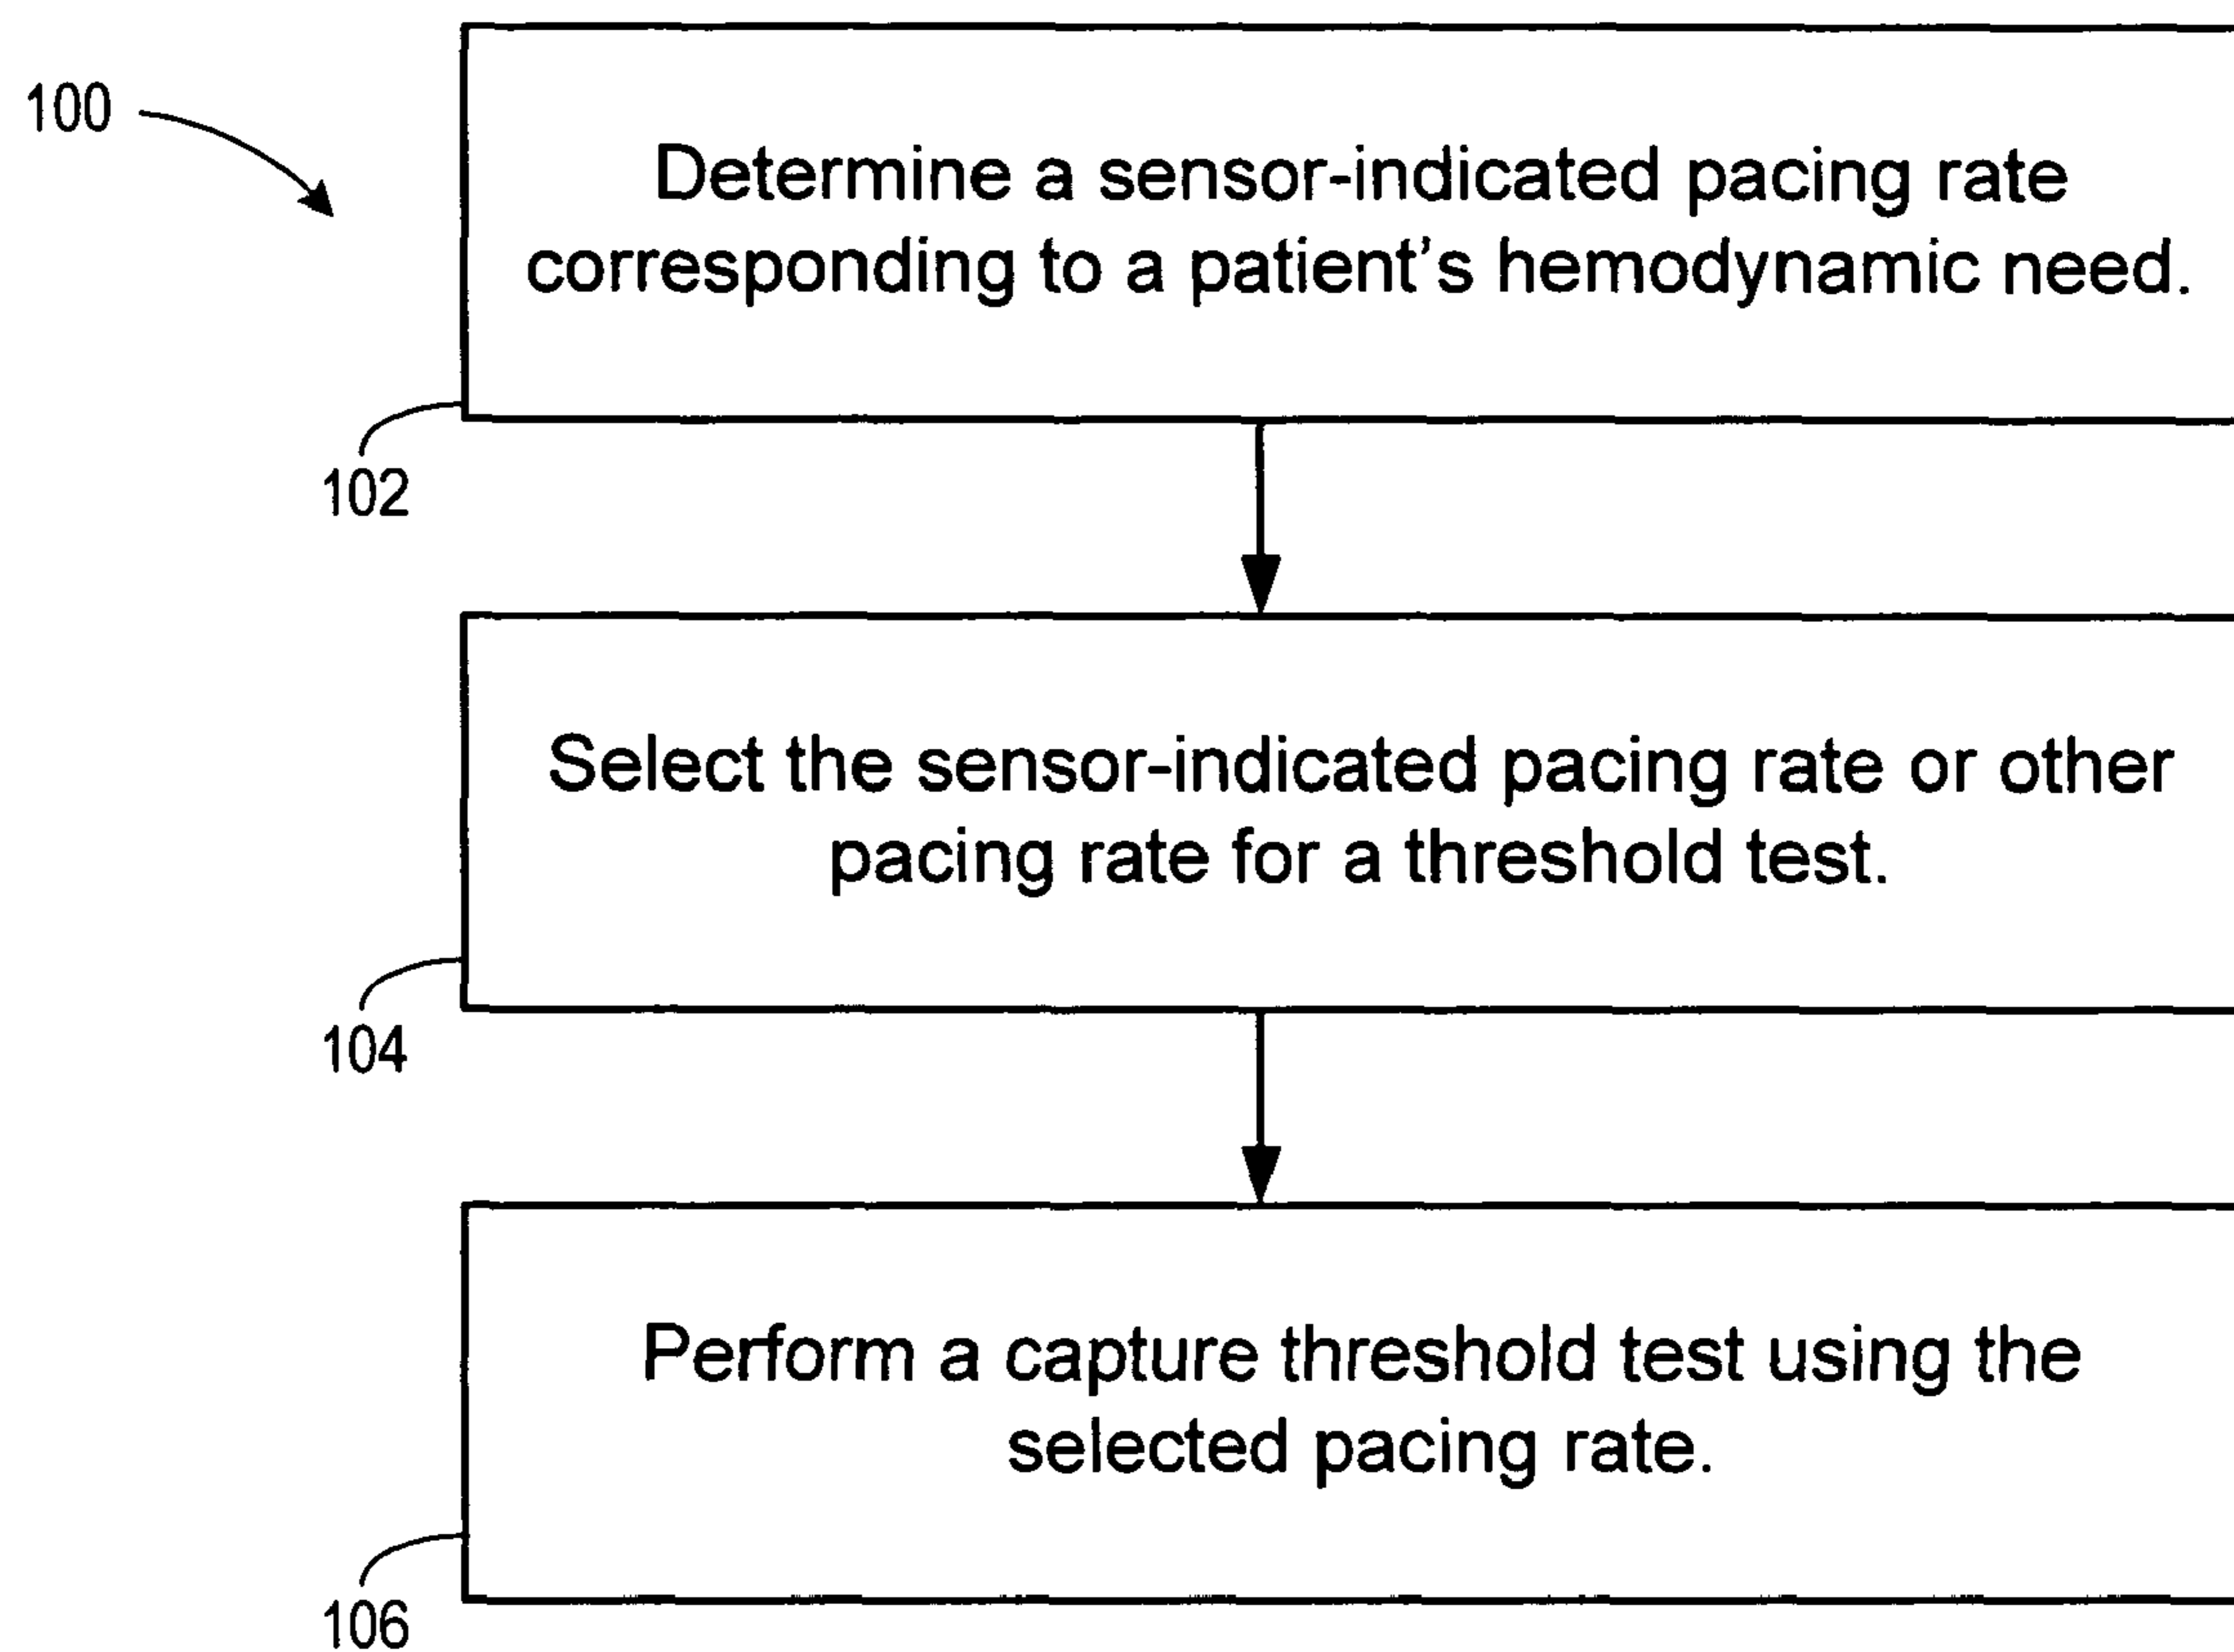 100
Determine a sensor-indicated pacing rate
corresponding to a patient's hemodynamic need.
102
Select the sensor-indicated pacing rate or other
pacing rate for a threshold test.
104
Perform a capture threshold test using the
selected pacing rate.
106